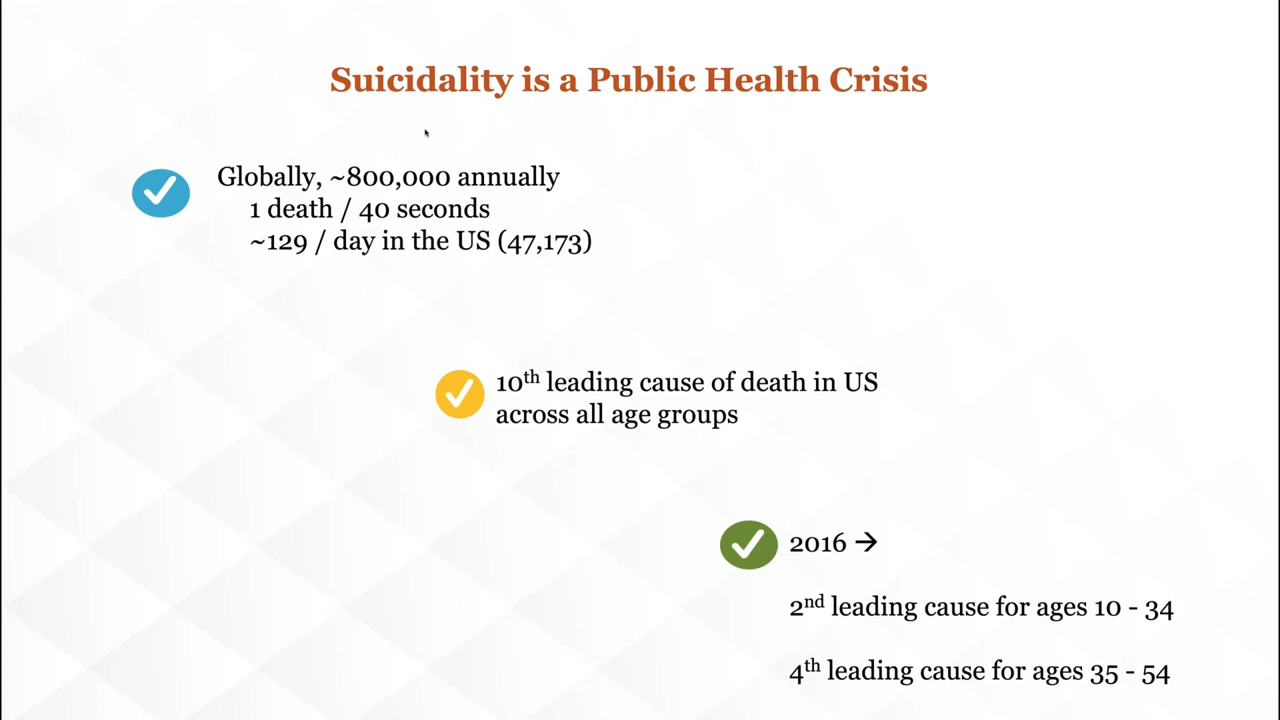 Suicidality is a Public Health Crisis
Globally, ~800,000 annually
1 death / 40 seconds
~129 / day in the US (47,173)
10th leading cause of death in US
across all age groups
2016 →
2nd leading cause for ages 10 - 34
4th leading cause for ages 35 - 54